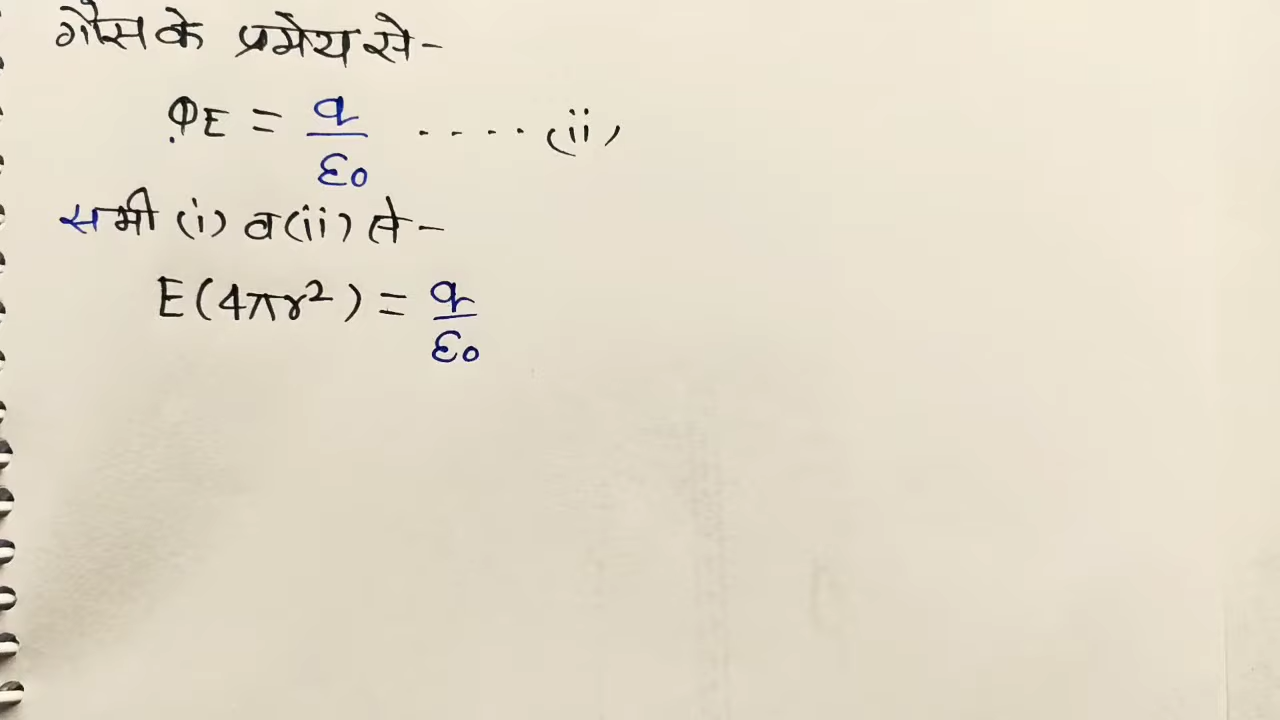 गौस के प्रमेय से -
ΦE = q/ε0 ..... (ii)
समी (i) व (ii) से -
E(4πr²) = q/ε0